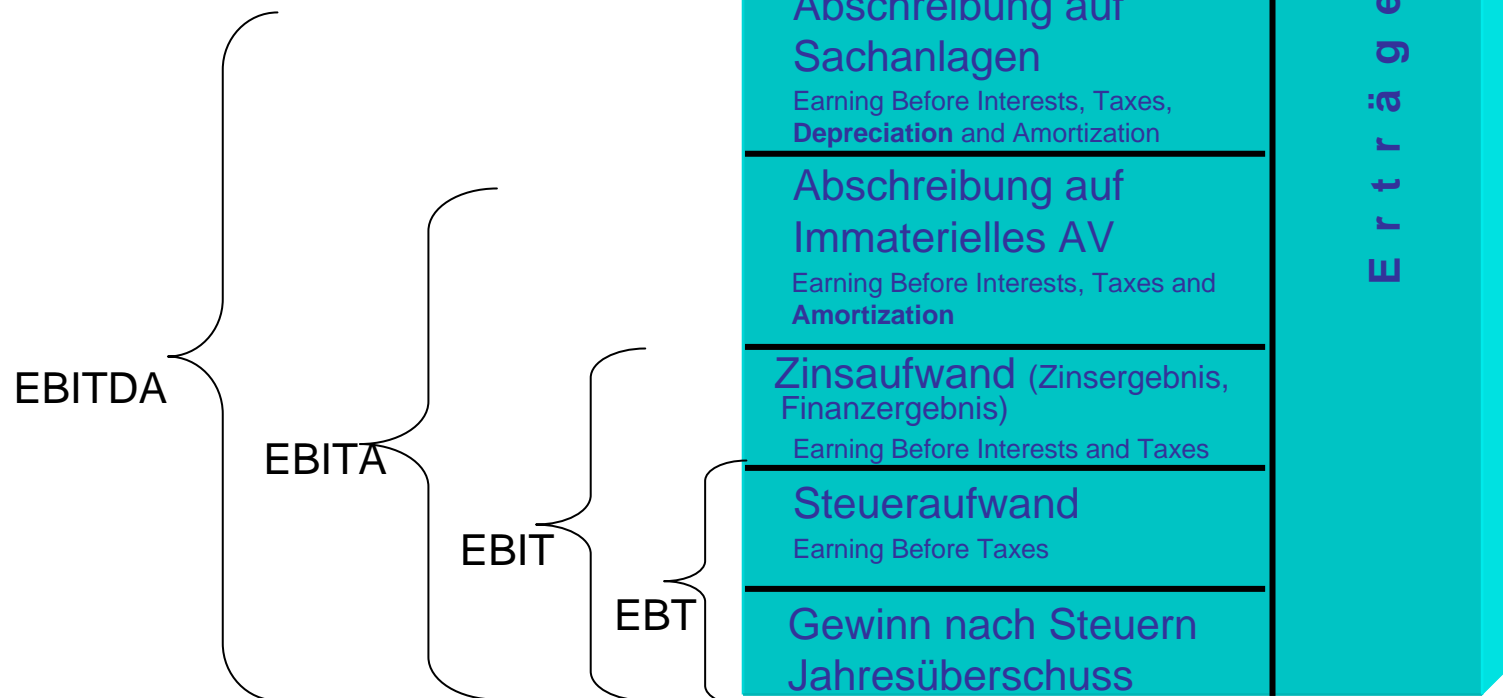 Abschreibung auf
Sachanlagen
Earning Before Interests, Taxes,
Depreciation and Amortization
Abschreibung auf
Immaterielles AV
Earning Before Interests, Taxes and
Amortization
Zinsaufwand (Zinsergebnis,
Finanzergebnis)
Earning Before Interests and Taxes
Steueraufwand
Earning Before Taxes
Gewinn nach Steuern
Jahresüberschuss
EBITDA
EBITA
EBIT
EBT
E r t r ä g e